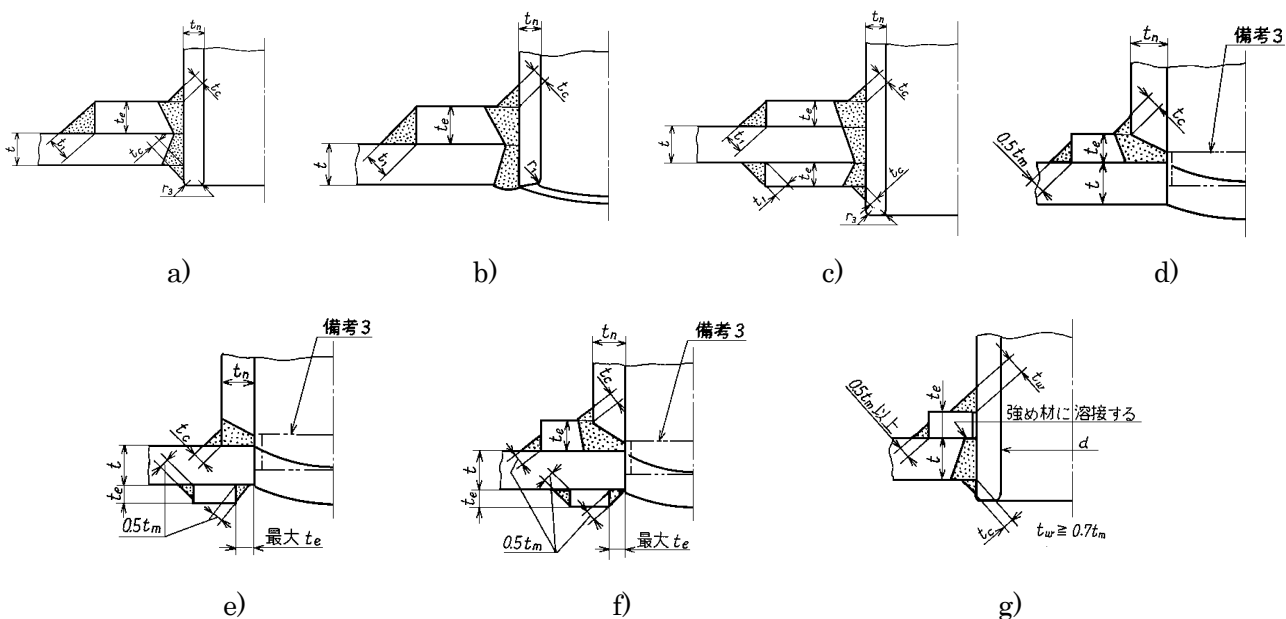 tn
tc
te
t1
t
tc
r3
a)
tn
tc
te
t1
t
r3
b)
tn
tc
te
t1
t
te
t1
tc
r3
c)
tn
備考3
tc
te
0.5tm
t
d)
備考3
tn
tc
t
te
0.5tm
最大 te
e)
備考3
tn
tc
te
t
te
0.5tm
最大 te
f)
tw
te
0.5tm以上
強め材に溶接する
t
d
tc
tw≧0.7tm
g)